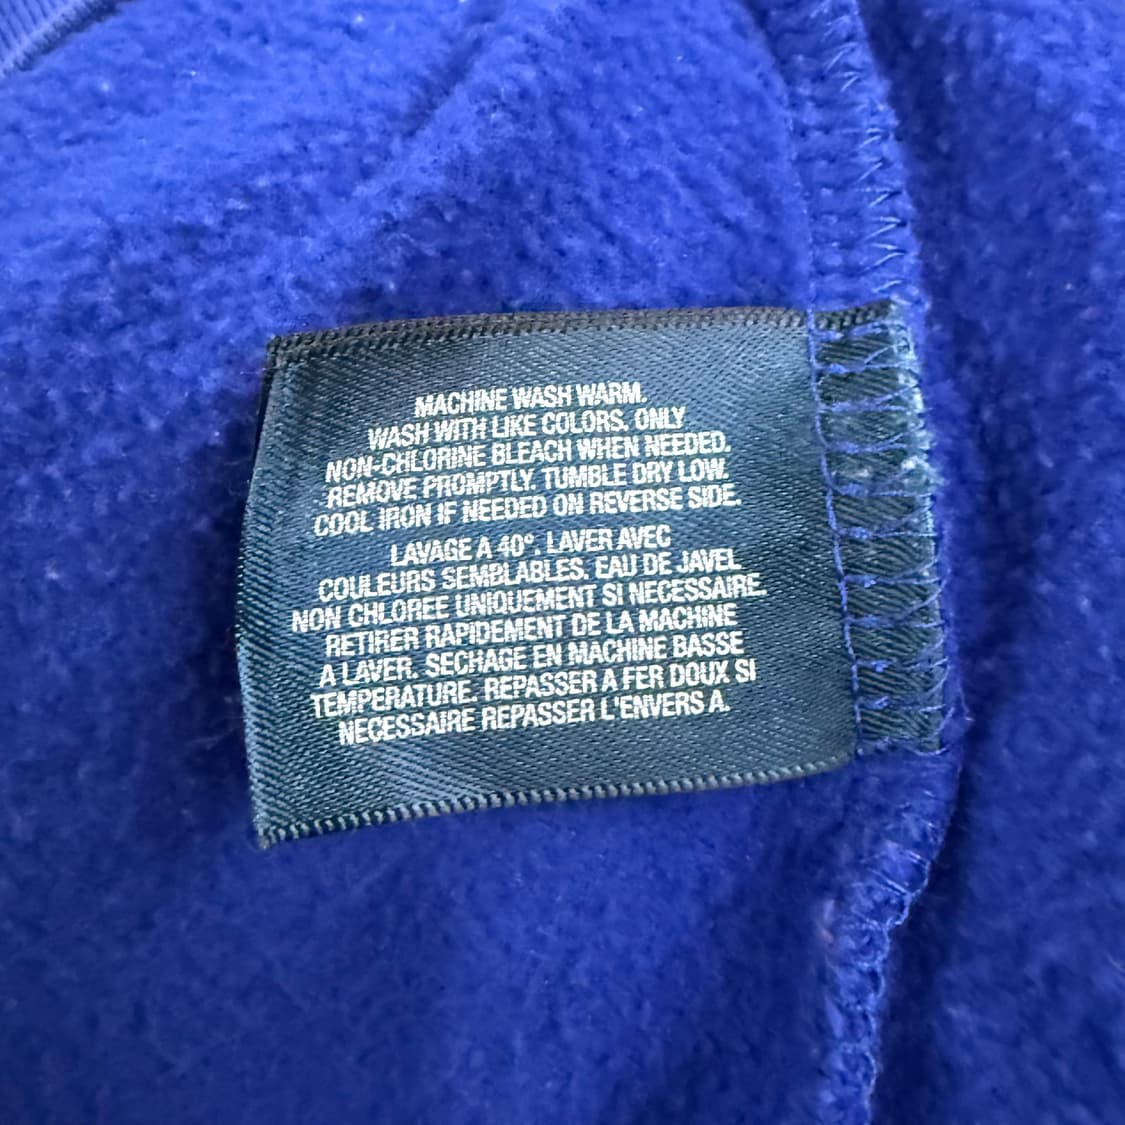 MACHINE WASH WARM.
WASH WITH LIKE COLORS. ONLY
NON-CHLORINE BLEACH WHEN NEEDED.
REMOVE PROMPTLY. TUMBLE DRY LOW.
COOL IRON IF NEEDED ON REVERSE SIDE.
LAVAGE A 40°. LAVER AVEC
COULEURS SEMBLABLES. EAU DE JAVEL
NON CHLOREE UNIQUEMENT SI NECESSAIRE.
RETIRER RAPIDEMENT DE LA MACHINE
A LAVER. SECHAGE EN MACHINE BASSE
TEMPERATURE. REPASSER A FER DOUX SI
NECESSAIRE REPASSER L'ENVERS A.